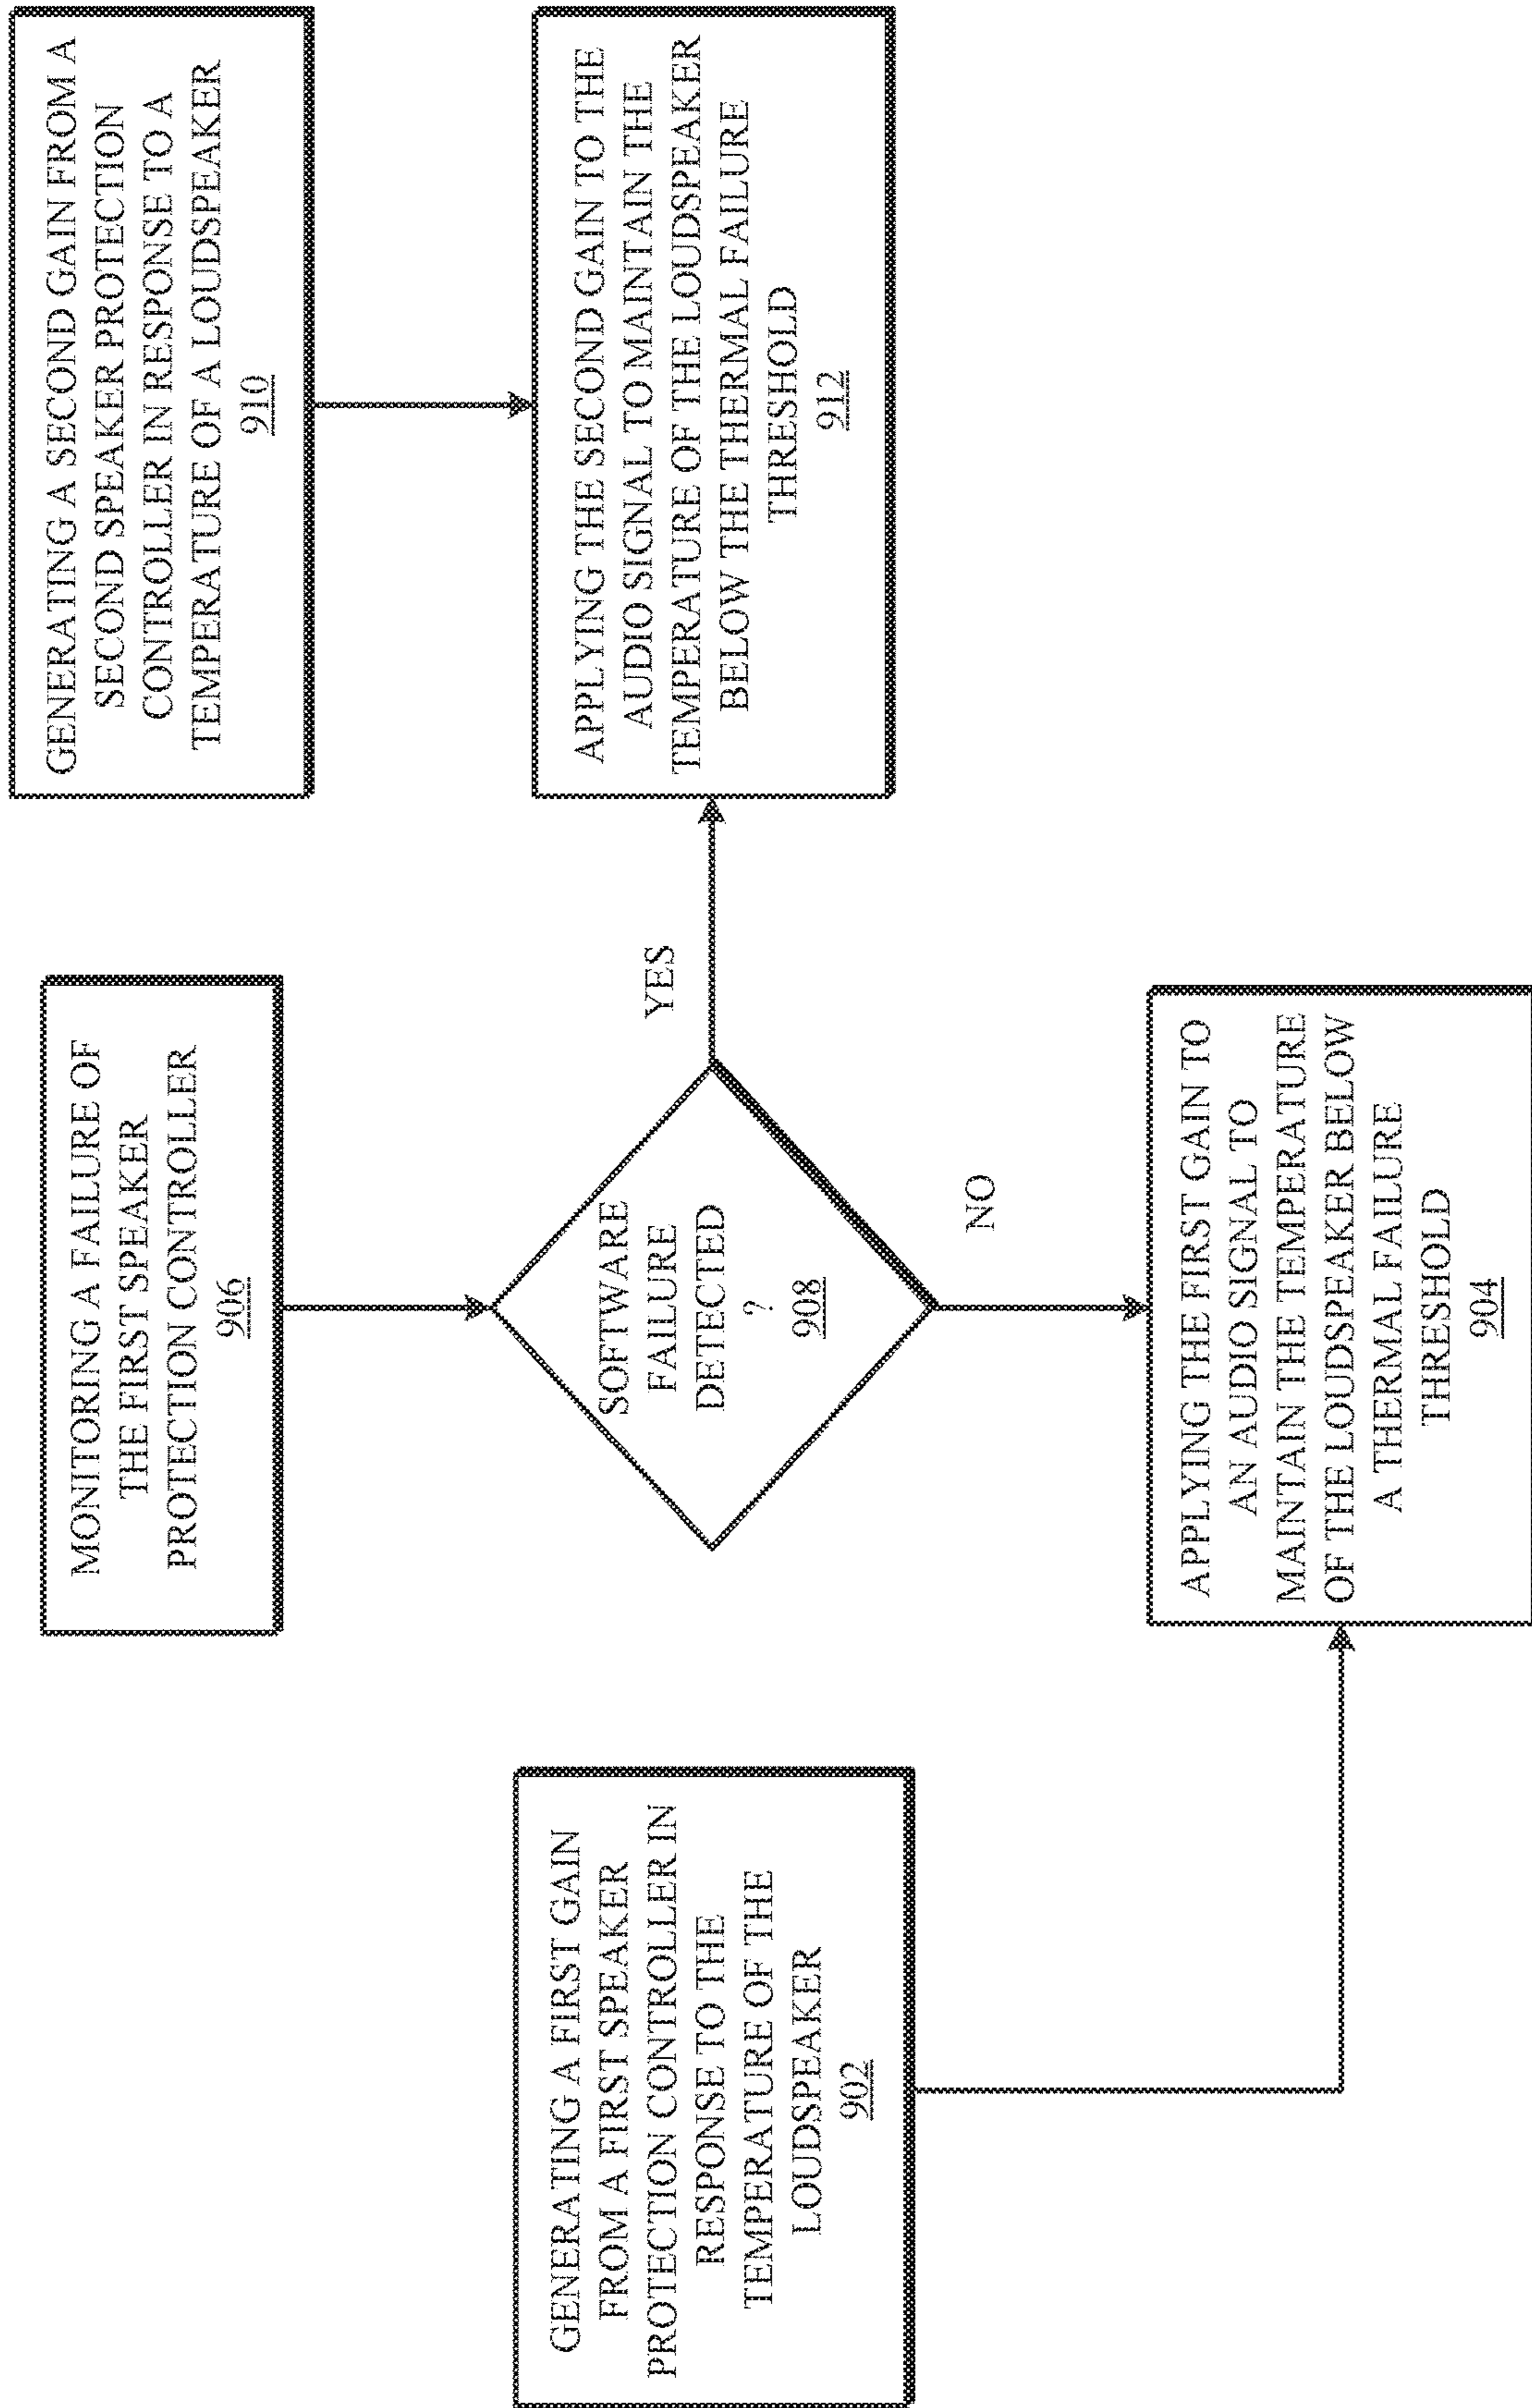 GENERATING A FIRST GAIN
FROM A FIRST SPEAKER
PROTECTION CONTROLLER IN
RESPONSE TO THE
TEMPERATURE OF THE
LOUDSPEAKER
902
MONITORING A FAILURE OF
THE FIRST SPEAKER
PROTECTION CONTROLLER
906
SOFTWARE
FAILURE
DETECTED
?
908
YES
NO
APPLYING THE FIRST GAIN TO
AN AUDIO SIGNAL TO
MAINTAIN THE TEMPERATURE
OF THE LOUDSPEAKER BELOW
A THERMAL FAILURE
THRESHOLD
904
GENERATING A SECOND GAIN FROM A
SECOND SPEAKER PROTECTION
CONTROLLER IN RESPONSE TO A
TEMPERATURE OF A LOUDSPEAKER
910
APPLYING THE SECOND GAIN TO THE
AUDIO SIGNAL TO MAINTAIN THE
TEMPERATURE OF THE LOUDSPEAKER
BELOW THE THERMAL FAILURE
THRESHOLD
912